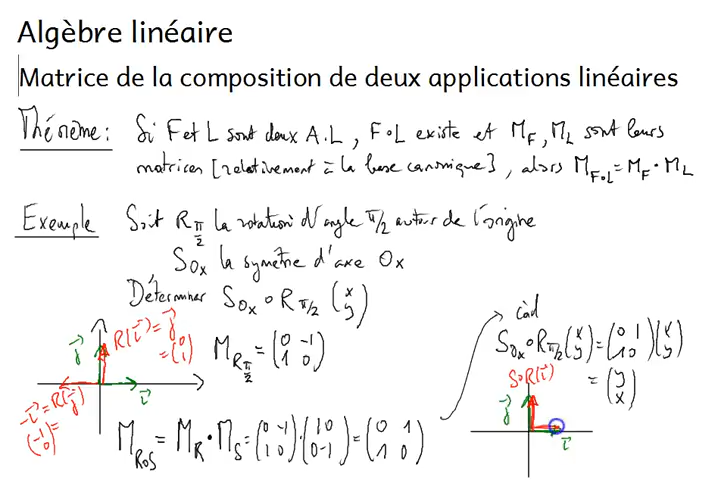 Algèbre linéaire
Matrice de la composition de deux applications linéaires
Théorème : Si F et L sont deux A.L, F∘L existe et M_F, M_L sont leurs
matrices [relativement à la base canonique], alors M_{F∘L} = M_F · M_L
Exemple Soit R_{π/2} la rotation d'angle π/2 autour de l'origine
S_{Ox} la symétrie d'axe Ox
Déterminer S_{Ox} ∘ R_{π/2} (x y)
R(i) = j = (0 1)
j
i
-i = R(j) = (-1 0)
M_{R_{π/2}} = (0 -1 1 0)
M_{R∘S} = M_R · M_S = (0 -1 1 0) · (1 0 0 -1) = (0 1 1 0)
càd
S_{Ox} ∘ R_{π/2} (x y) = (0 1 1 0) (x y)
= (y x)
S∘R(i)
j
i